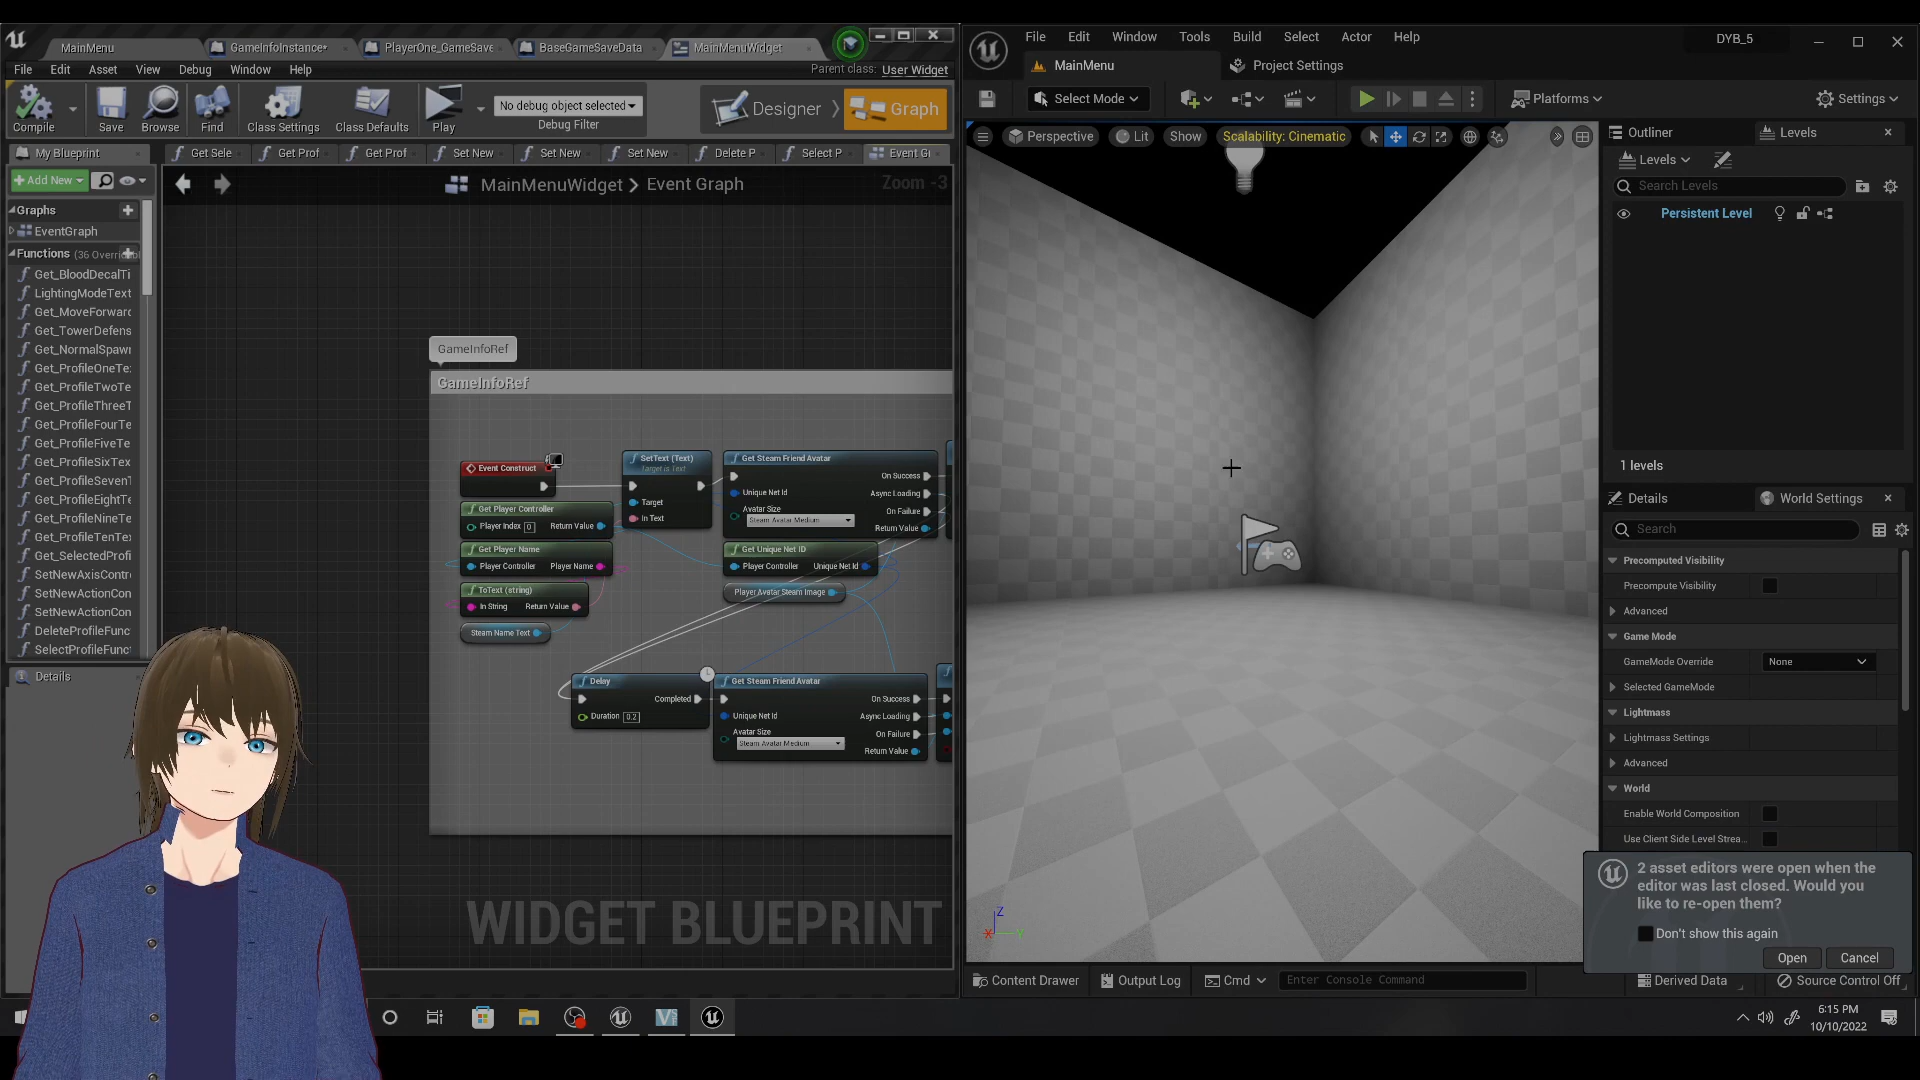 MainMenu
GameInfoInstance*
PlayerOne_GameSave
BaseGameSaveData
MainMenuWidget
File Edit Asset View Debug Window Help
Parent class: User Widget
Compile
Save
Browse
Find
Class Settings
Class Defaults
Play
No debug object selected
Debug Filter
Designer
Graph
My Blueprint
Get Sele
Get Prof
Get Prof
Set New
Set New
Set New
Delete P
Select P
Event G
+Add New
MainMenuWidget > Event Graph
Zoom -3
Graphs
EventGraph
Functions (36 Overri
Get_BloodDecalTi
LightingModeText
Get_MoveForward
Get_TowerDefens
Get_NormalSpawn
Get_ProfileOneTe
Get_ProfileTwoTe
Get_ProfileThreeT
Get_ProfileFourTe
Get_ProfileFiveTe
Get_ProfileSixTex
Get_ProfileSevenT
Get_ProfileEightTe
Get_ProfileNineTe
Get_ProfileTenText
Get_SelectedProfi
SetNewAxisContr
SetNewActionCon
SetNewActionCon
DeleteProfileFunc
SelectProfileFunct
Details
GameInfoRef
GameInfoRef
Event Construct
Get Player Controller
Player Index 0
Return Value
Get Player Name
Player Controller
Player Name
ToText (string)
In String
Return Value
Steam Name Text
SetText (Text)
Target is Text
Target
In Text
Get Steam Friend Avatar
On Success
Unique Net Id
Async Loading
Avatar Size
Steam Avatar Medium
On Failure
Return Value
Get Unique Net ID
Player Controller
Unique Net Id
Player Avatar Steam Image
Delay
Completed
Duration 0.2
Get Steam Friend Avatar
On Success
Unique Net Id
Async Loading
Avatar Size
Steam Avatar Medium
On Failure
Return Value
WIDGET BLUEPRINT
File Edit Window Tools Build Select Actor Help
DYB_5
MainMenu
Project Settings
Select Mode
Platforms
Settings
Perspective
Lit
Show
Scalability: Cinematic
Z
X
Y
Outliner
Levels
Levels
Search Levels
Persistent Level
1 levels
Details
World Settings
Search
Precomputed Visibility
Precompute Visibility
Advanced
Game Mode
GameMode Override
None
Selected GameMode
Lightmass
Lightmass Settings
Advanced
World
Enable World Composition
Use Client Side Level Strea...
2 asset editors were open when the
editor was last closed. Would you
like to re-open them?
Don't show this again
Open
Cancel
Content Drawer
Output Log
Cmd
Enter Console Command
Derived Data
Source Control Off
6:15 PM
10/10/2022